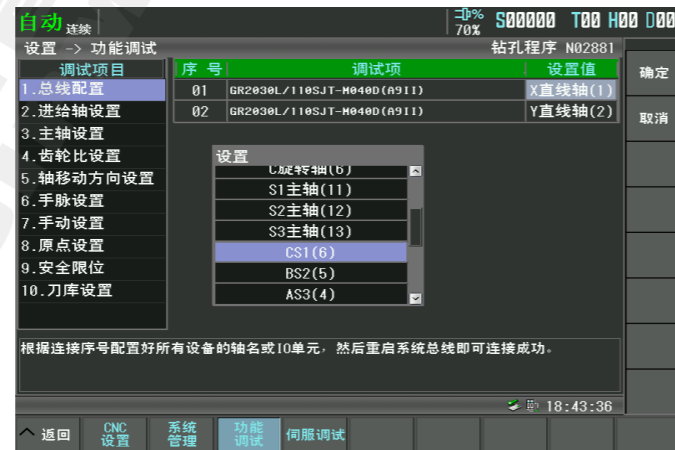 自动 连续 70% S00000 T00 H00 D00
设置 -> 功能调试 钻孔程序 N02881
调试项目 序 号 调试项 设置值 确定
1.总线配置 01 GR2030L/110SJT-M040D(A9II) X直线轴(1)
2.进给轴设置 02 GR2030L/110SJT-M040D(A9II) Y直线轴(2) 取消
3.主轴设置
4.齿轮比设置 设置
5.轴移动方向设置 C旋转轴(6)
6.手脉设置 S1主轴(11)
7.手动设置 S2主轴(12)
8.原点设置 S3主轴(13)
9.安全限位 CS1(6)
10.刀库设置 BS2(5)
AS3(4)
根据连接序号配置好所有设备的轴名或IO单元，然后重启系统总线即可连接成功。
18:43:36
返回 CNC设置 系统管理 功能调试 伺服调试